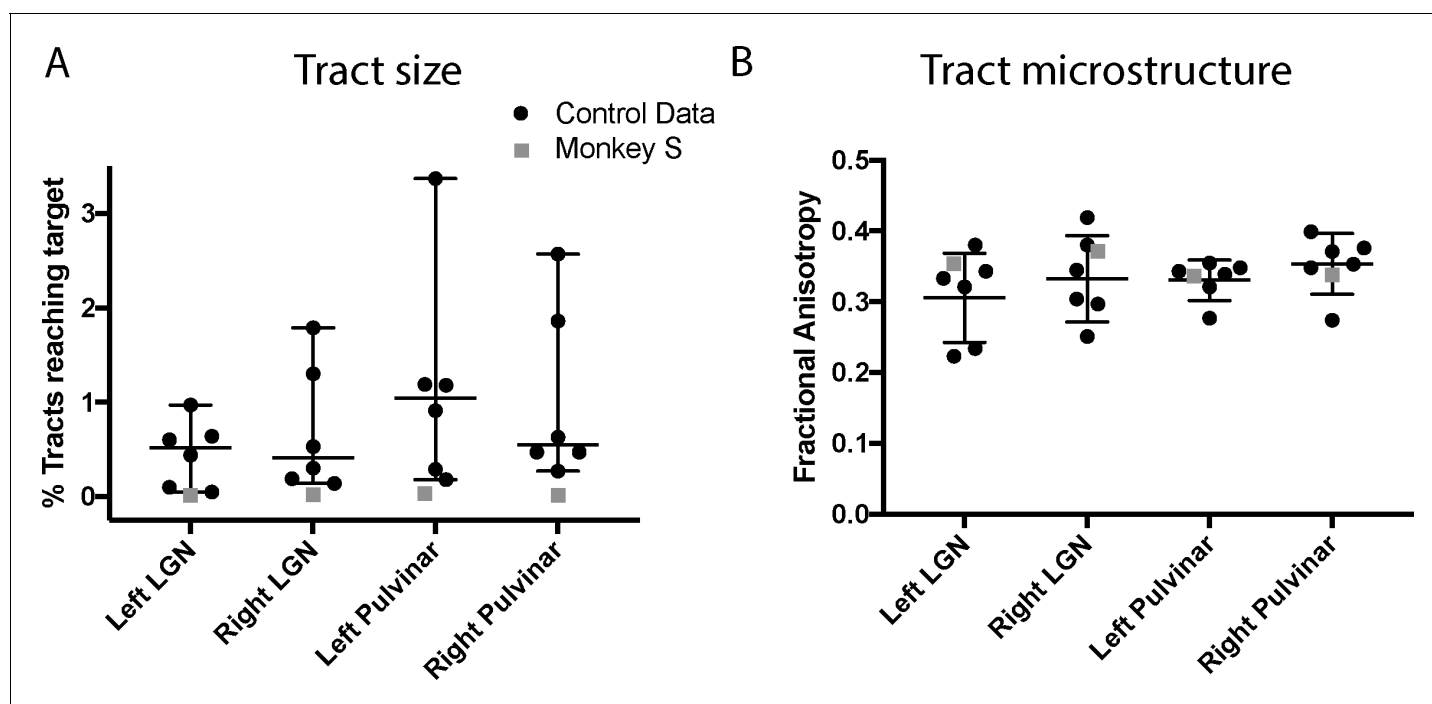 A
Tract size
Control Data
Monkey S
% Tracts reaching target
3
2
1
0
Left LGN
Right LGN
Left Pulvinar
Right Pulvinar
B
Tract microstructure
Fractional Anisotropy
0.5
0.4
0.3
0.2
0.1
0.0
Left LGN
Right LGN
Left Pulvinar
Right Pulvinar